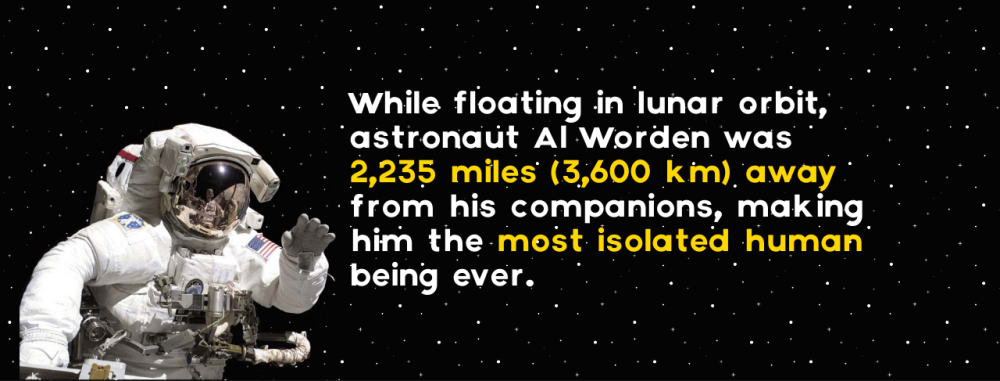 While floating in lunar orbit,
astronaut Al Worden was
2,235 miles (3,600 km) away
from his companions, making
him the most isolated human
being ever.